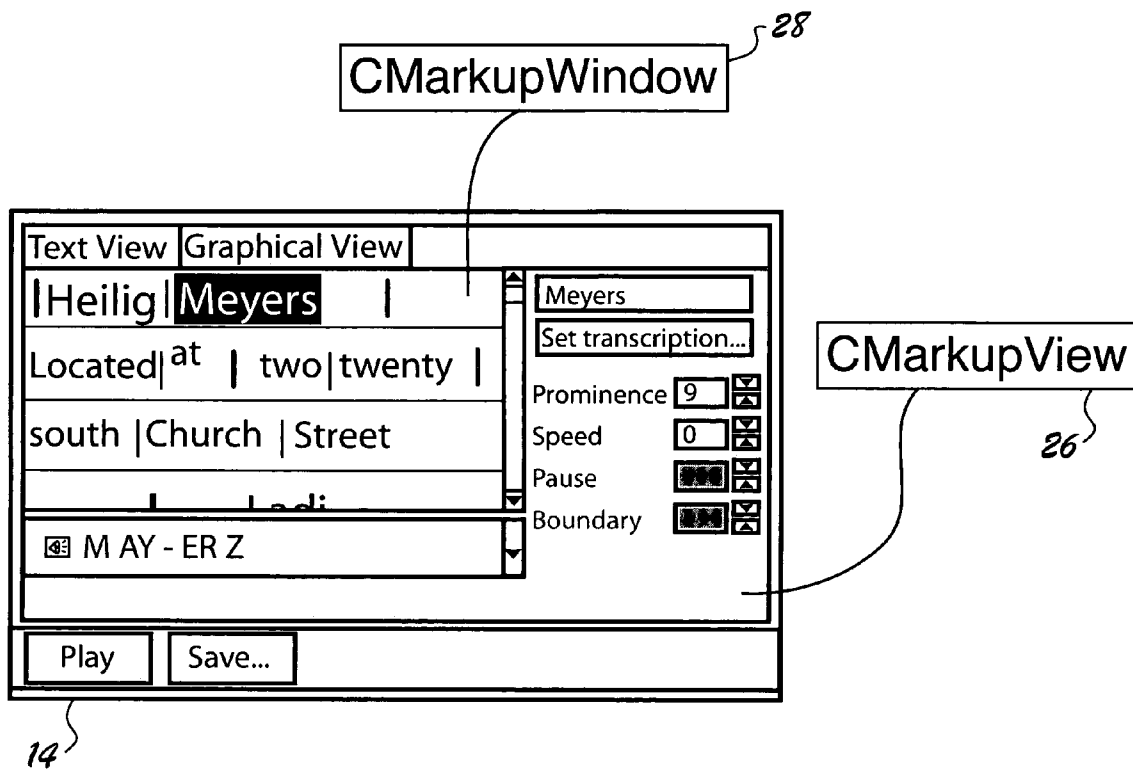 28
CMarkupWindow
Text View Graphical View
|Heilig|Meyers |
Located|at | two|twenty |
south |Church |Street
M AY - ER Z
Meyers
Set transcription...
Prominence 9
Speed 0
Pause
Boundary
CMarkupView
26
Play Save...
14